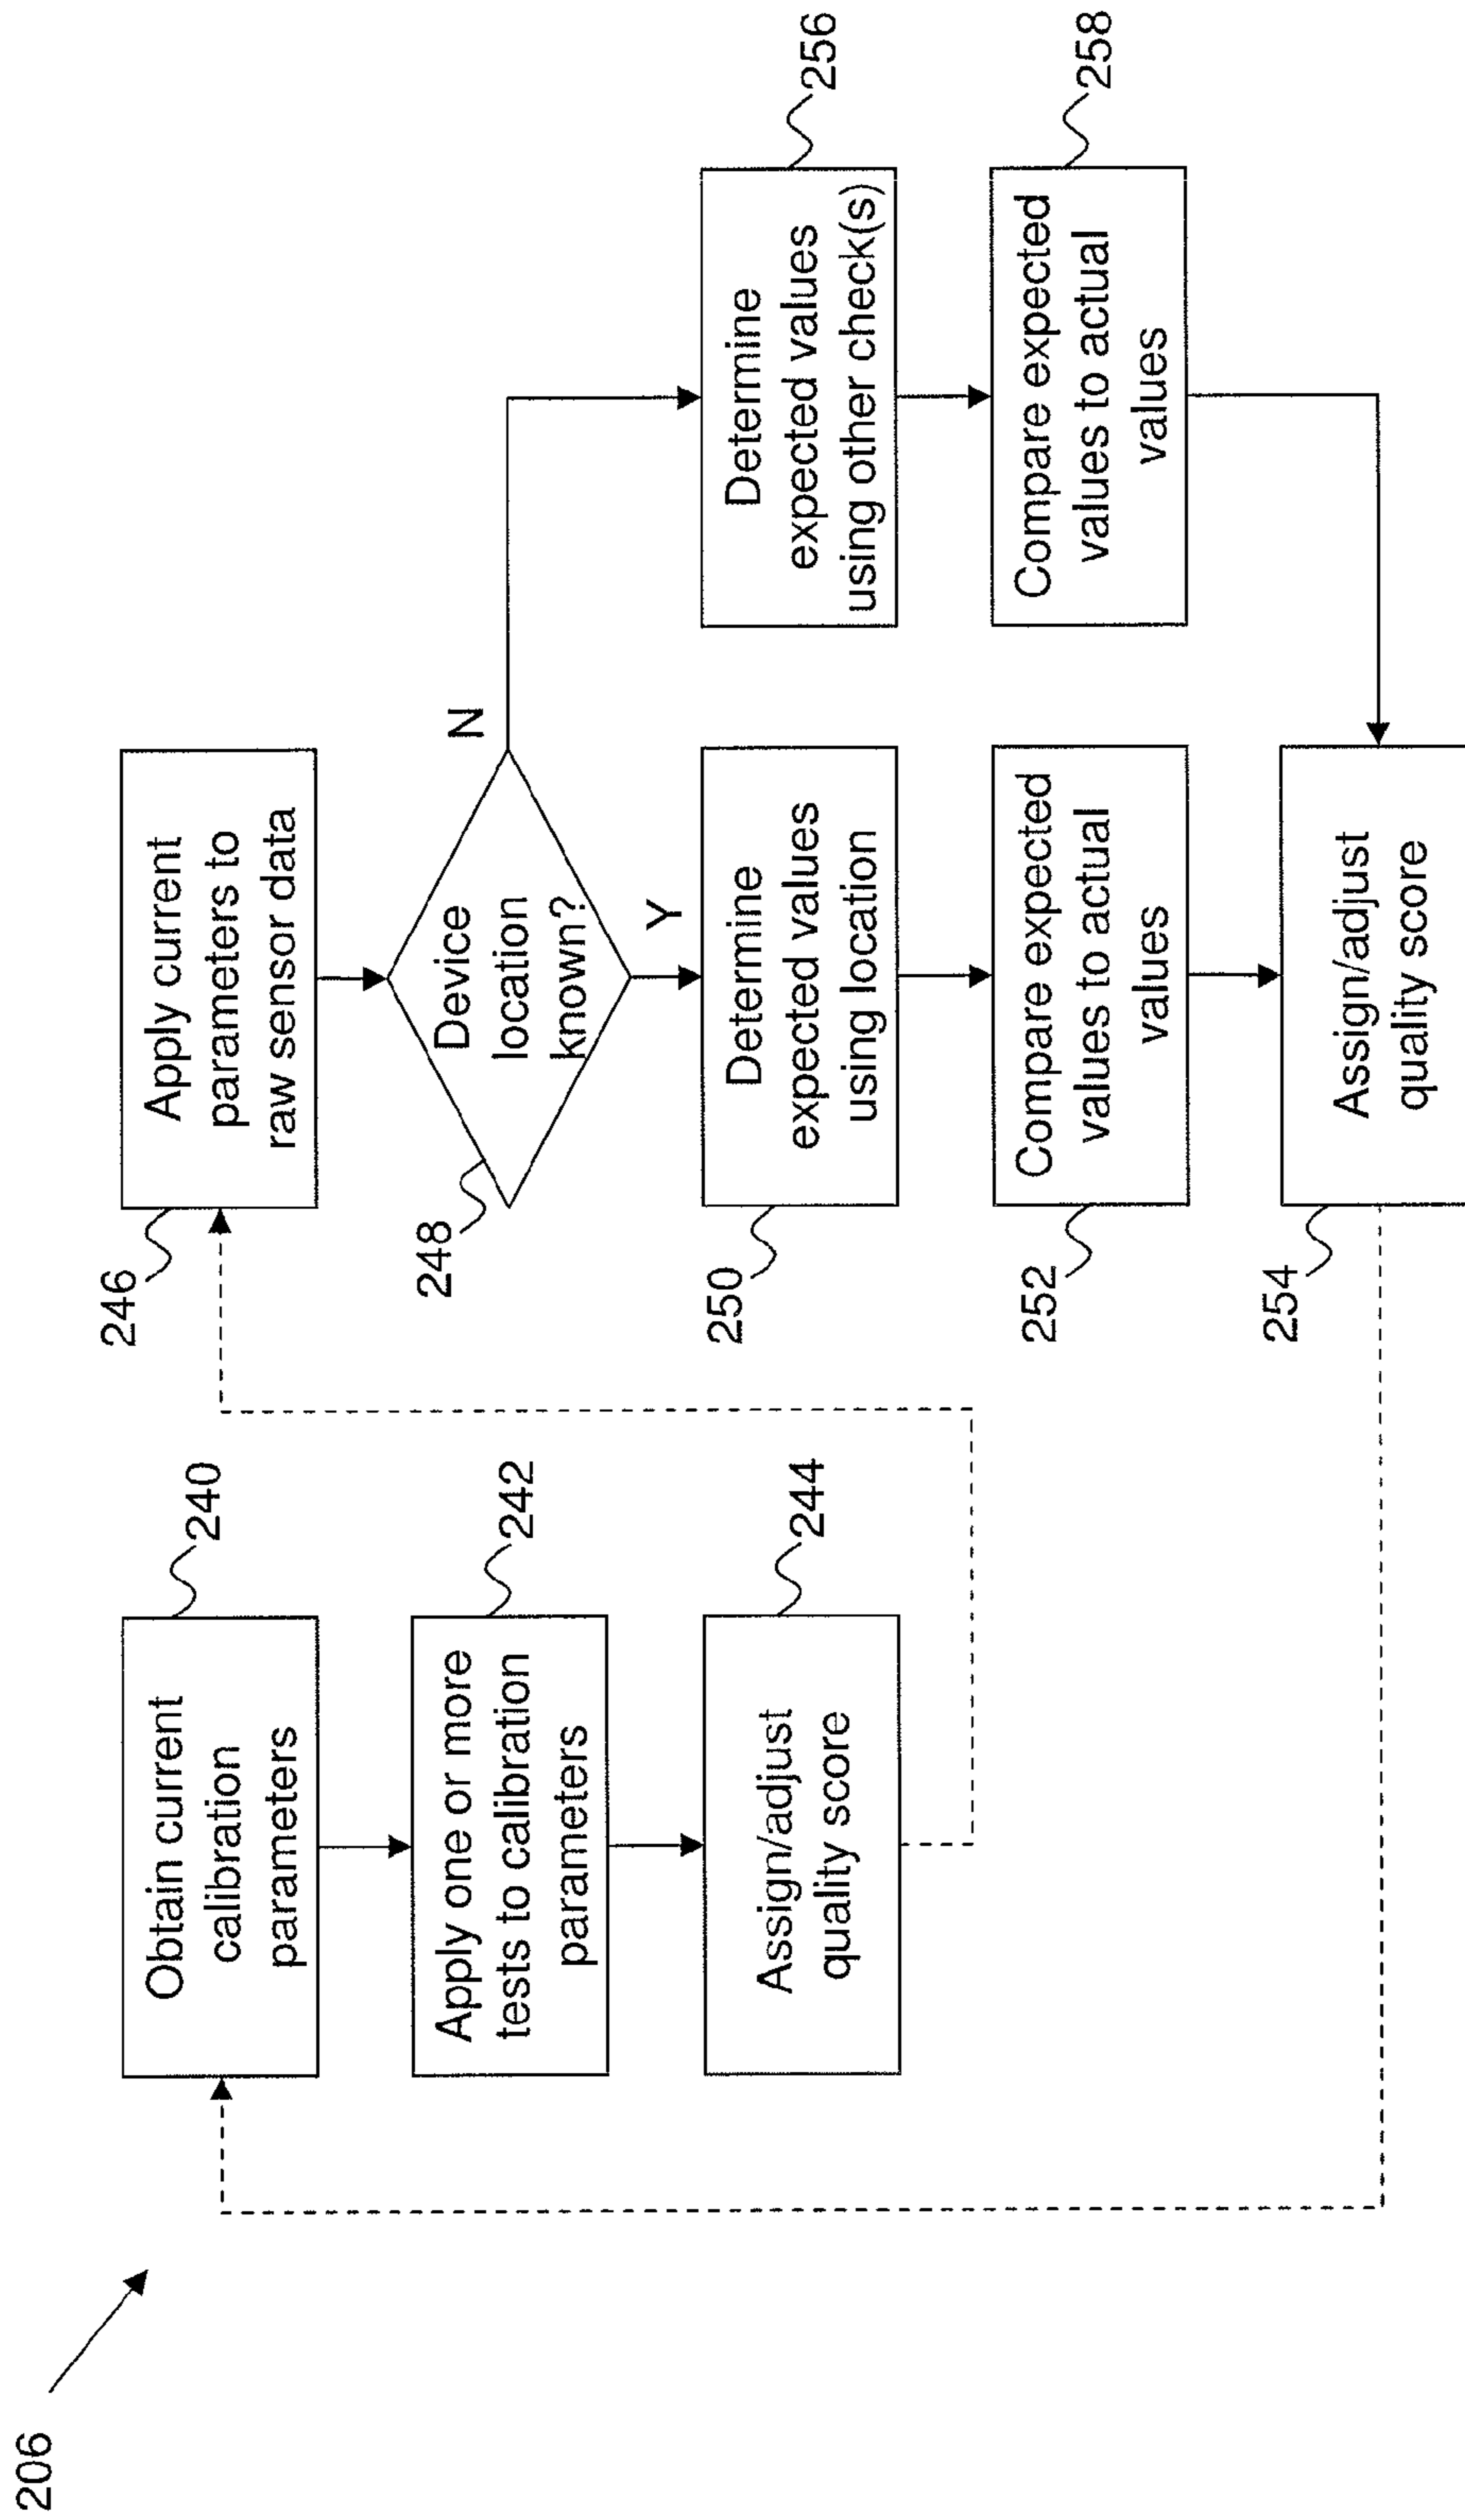 206
Obtain current
calibration
parameters
240
Apply one or more
tests to calibration
parameters
242
Assign/adjust
quality score
244
246
Apply current
parameters to
raw sensor data
248
Device
location
known?
N
Y
250
Determine
expected values
using location
252
Compare expected
values to actual
values
254
Assign/adjust
quality score
256
Determine
expected values
using other check(s)
258
Compare expected
values to actual
values